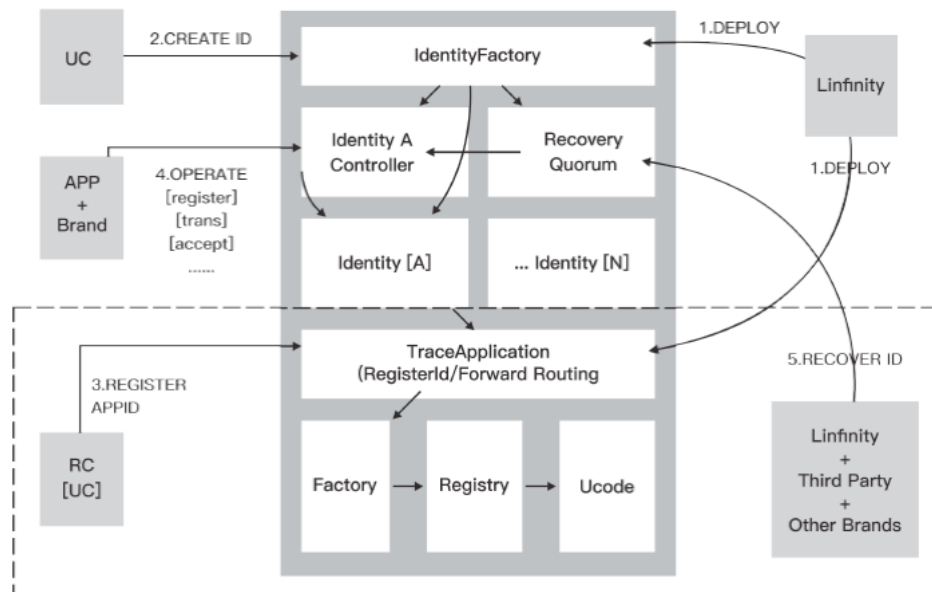 UC
2.CREATE ID
IdentityFactory
1.DEPLOY
Linfinity
APP
+
Brand
4.OPERATE
[register]
[trans]
[accept]
......
Identity A
Controller
Recovery
Quorum
1.DEPLOY
Identity [A]
... Identity [N]
TraceApplication
(RegisterId/Forward Routing
3.REGISTER
APPID
5.RECOVER ID
RC
[UC]
Factory
Registry
Ucode
Linfinity
+
Third Party
+
Other Brands